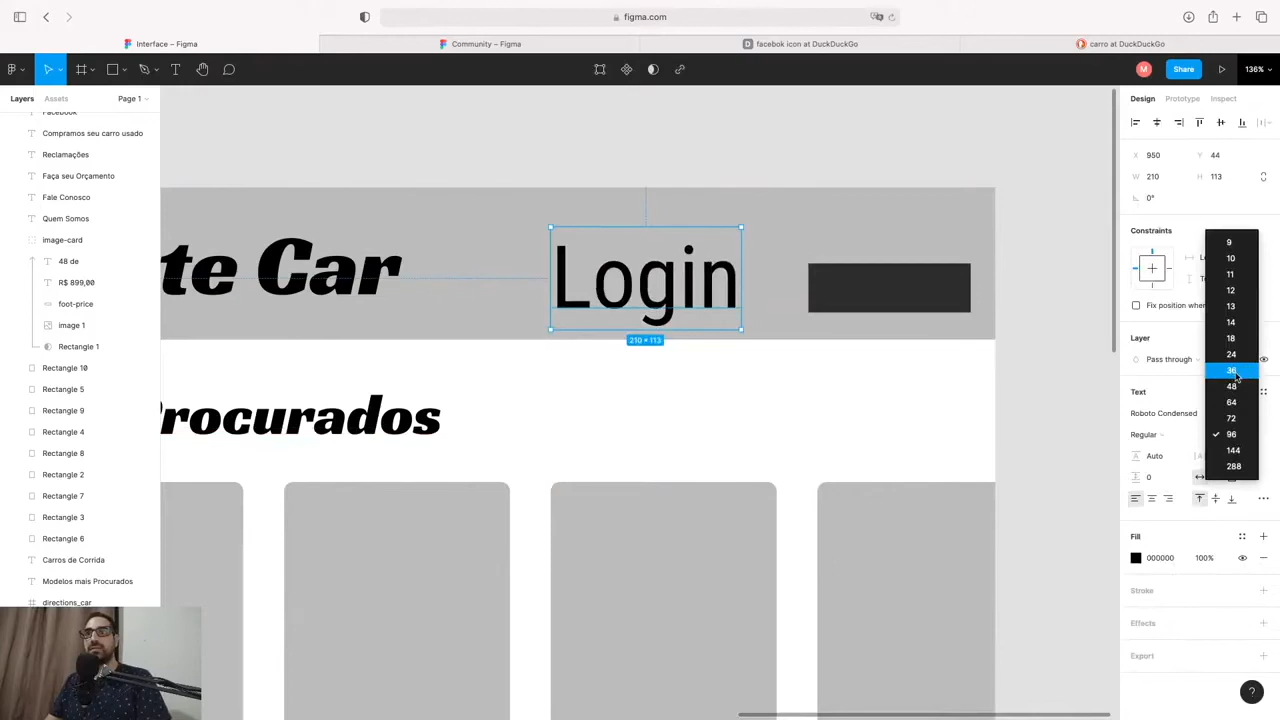 figma.com
Interface – Figma
Community – Figma
facebok icon at DuckDuckGo
carro at DuckDuckGo
M
Share
136%
Layers
Assets
Page 1
Facebook
Compramos seu carro usado
Reclamações
Faça seu Orçamento
Fale Conosco
Quem Somos
image-card
48 de
R$ 899,00
foot-price
image 1
Rectangle 1
Rectangle 10
Rectangle 5
Rectangle 9
Rectangle 4
Rectangle 8
Rectangle 2
Rectangle 7
Rectangle 3
Rectangle 6
Carros de Corrida
Modelos mais Procurados
directions_car
te Car
Login
210 × 113
Procurados
Design
Prototype
Inspect
X 950
Y 44
W 210
H 113
0°
Constraints
Fix position when
Layer
Pass through
Text
Roboto Condensed
Regular
Auto
0
9
10
11
12
13
14
18
24
36
48
64
72
96
144
288
Fill
000000
100%
Stroke
Effects
Export
?